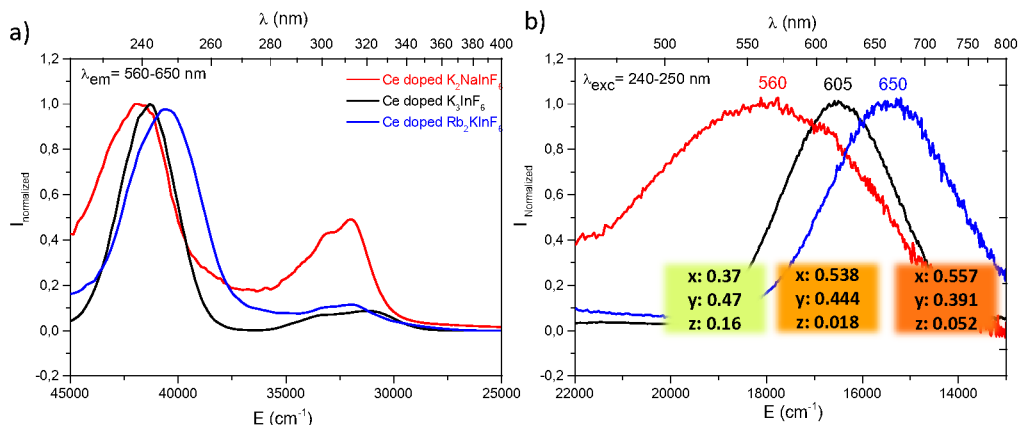 a)
λ (nm)
240 260 280 300 320 340 360 380 400
λem= 560-650 nm
Ce doped K2NaInF6
Ce doped K3InF6
Ce doped Rb2KInF6
1,2
1,0
0,8
0,6
0,4
0,2
0,0
-0,2
Inormalized
45000 40000 35000 30000 25000
E (cm-1)
b)
λ (nm)
500 550 600 650 700 750 800
λexc= 240-250 nm
560 605 650
1,2
1,0
0,8
0,6
0,4
0,2
0,0
-0,2
I Normalized
x: 0.37
y: 0.47
z: 0.16
x: 0.538
y: 0.444
z: 0.018
x: 0.557
y: 0.391
z: 0.052
22000 20000 18000 16000 14000
E (cm-1)